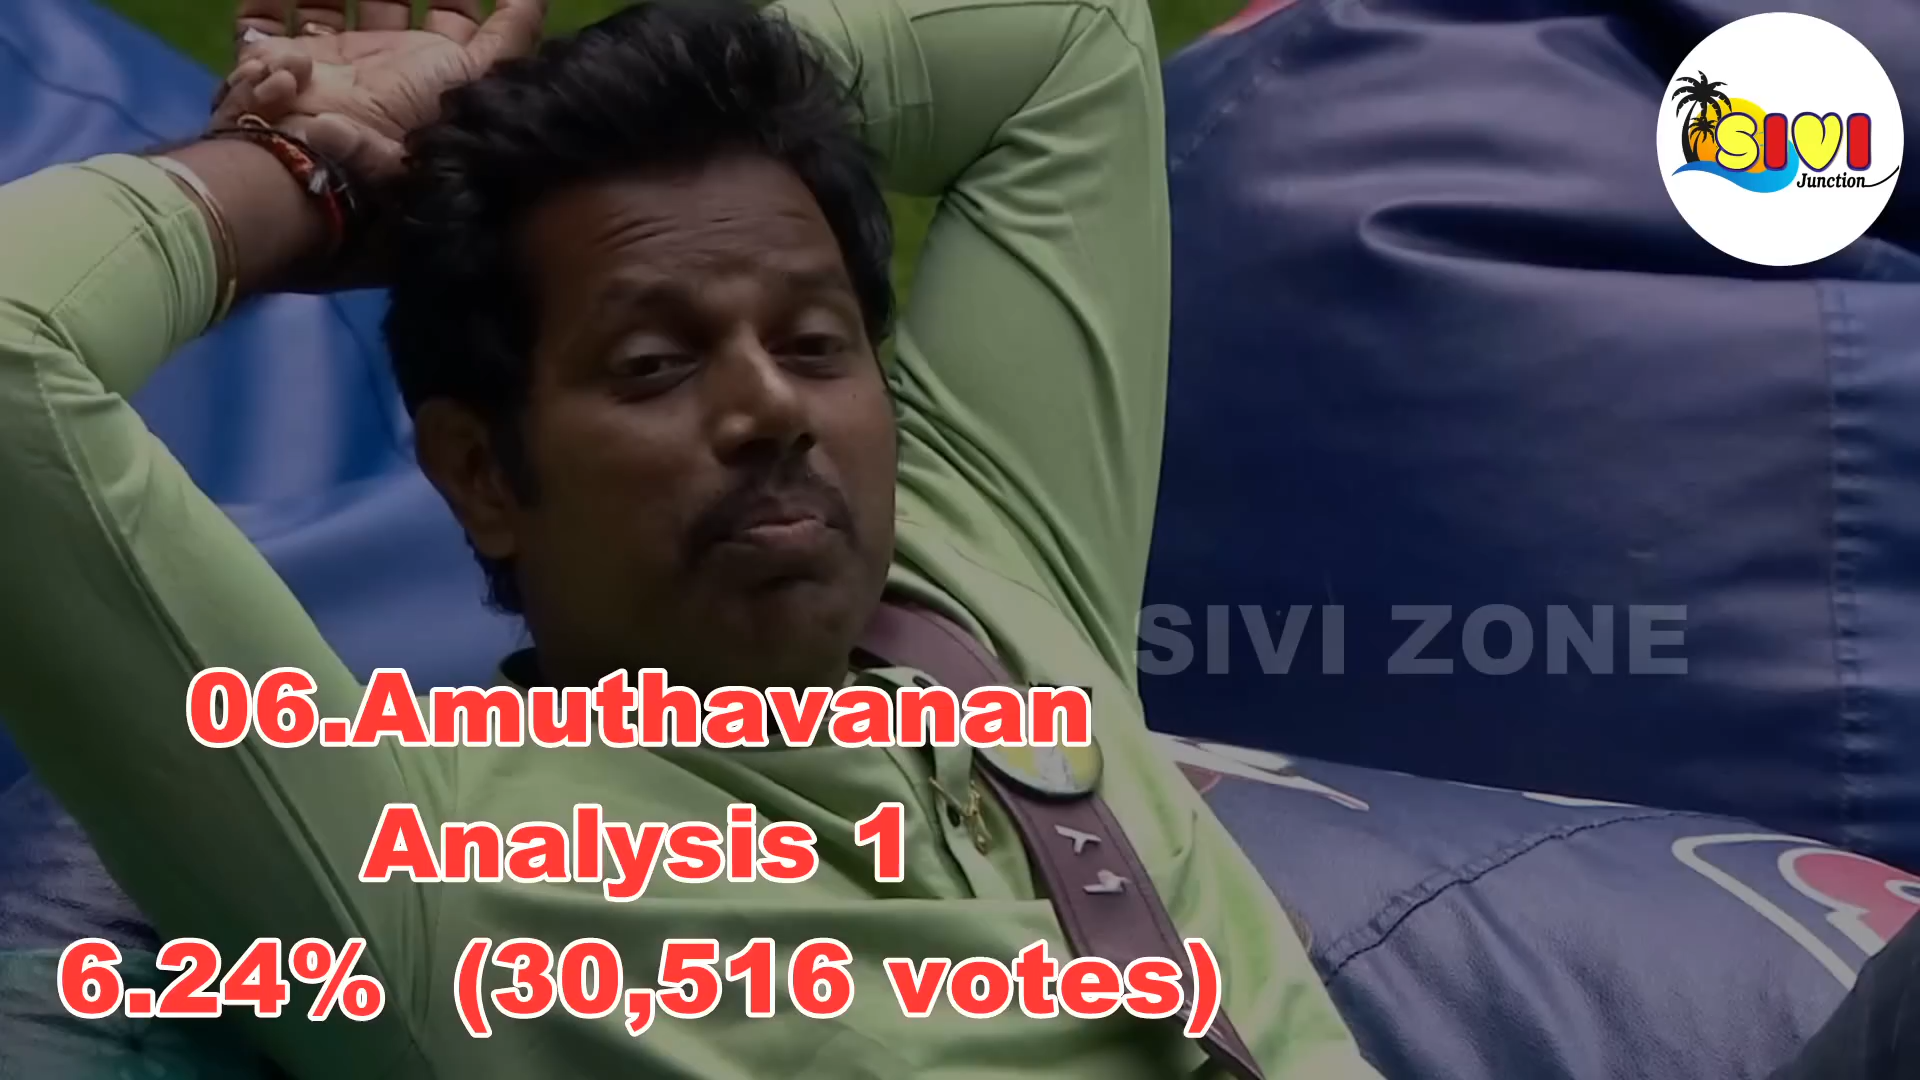 SIVI
Junction
SIVI ZONE
06.Amuthavanan
Analysis 1
6.24% (30,516 votes)